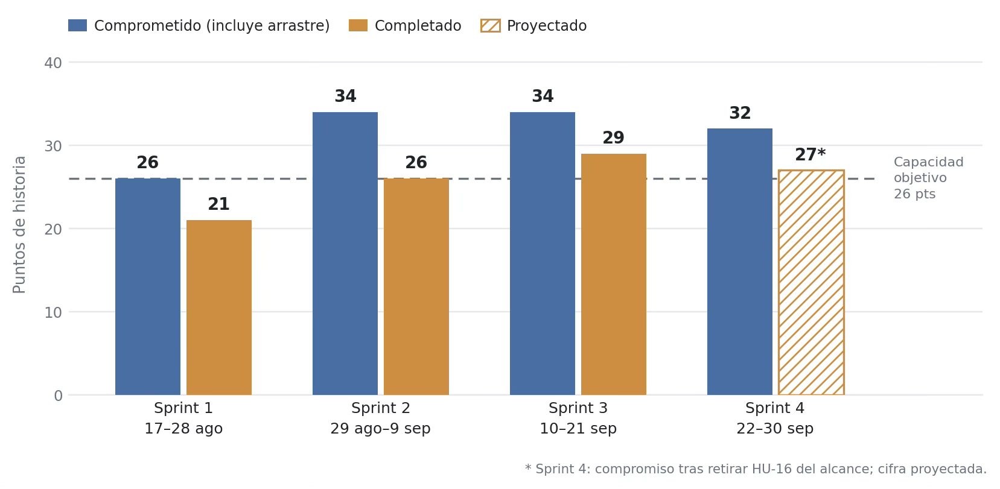 Comprometido (incluye arrastre) Completado Proyectado
40
30
20
10
0
Puntos de historia
26
21
34
26
34
29
32
27*
Capacidad
objetivo
26 pts
Sprint 1
17–28 ago
Sprint 2
29 ago–9 sep
Sprint 3
10–21 sep
Sprint 4
22–30 sep
* Sprint 4: compromiso tras retirar HU-16 del alcance; cifra proyectada.